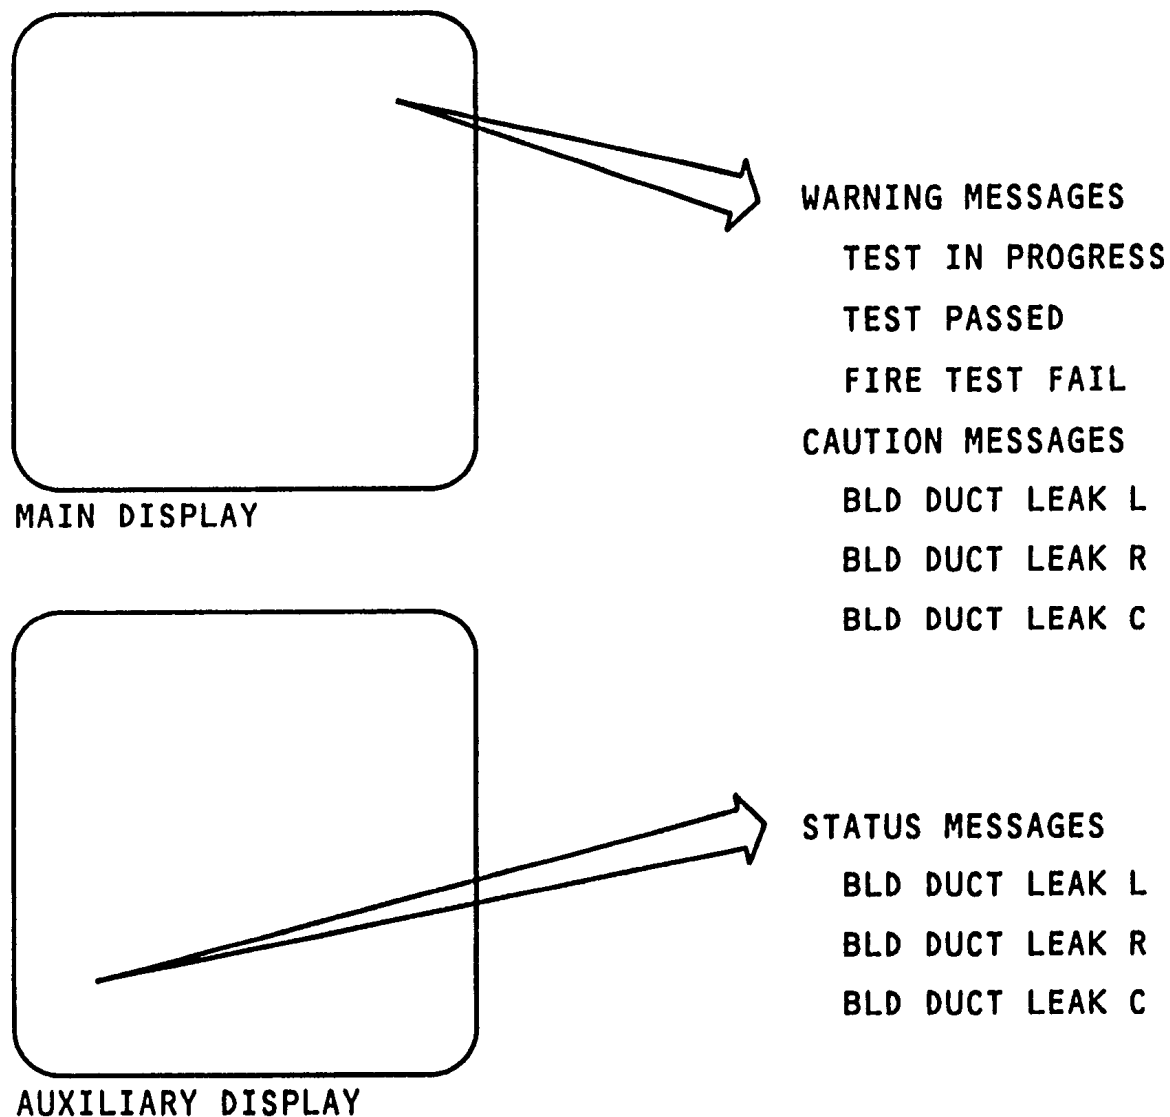 WARNING MESSAGES
TEST IN PROGRESS
TEST PASSED
FIRE TEST FAIL
CAUTION MESSAGES
BLD DUCT LEAK L
BLD DUCT LEAK R
BLD DUCT LEAK C
MAIN DISPLAY
STATUS MESSAGES
BLD DUCT LEAK L
BLD DUCT LEAK R
BLD DUCT LEAK C
AUXILIARY DISPLAY